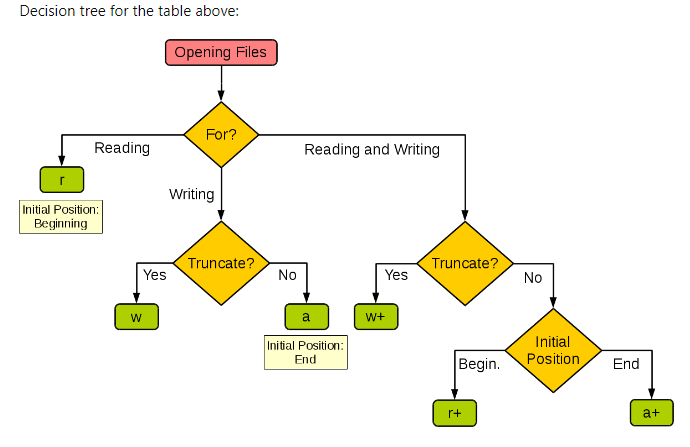 Decision tree for the table above:
Opening Files
For?
Reading
Reading and Writing
r
Initial Position:
Beginning
Writing
Truncate?
Yes
No
w
a
Initial Position:
End
Truncate?
Yes
No
w+
Initial
Position
Begin.
End
r+
a+